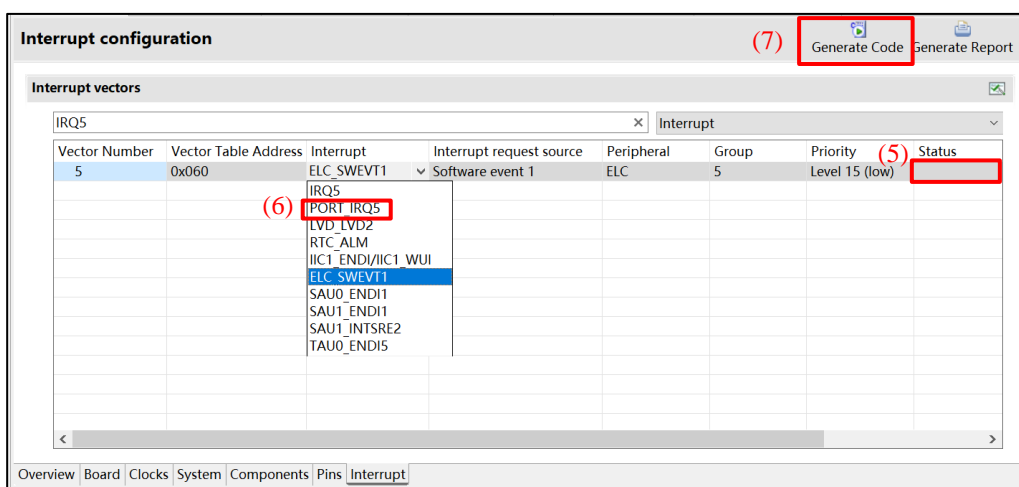 Interrupt configuration
(7)
Generate Code Generate Report
Interrupt vectors
IRQ5
Interrupt
Vector Number Vector Table Address Interrupt Interrupt request source Peripheral Group Priority (5) Status
5 0x060 ELC_SWEVT1 Software event 1 ELC 5 Level 15 (low)
IRQ5
(6) PORT_IRQ5
LVD_LVD2
RTC_ALM
IIC1_ENDI/IIC1_WUI
ELC_SWEVT1
SAU0_ENDI1
SAU1_ENDI1
SAU1_INTSRE2
TAU0_ENDI5
Overview Board Clocks System Components Pins Interrupt